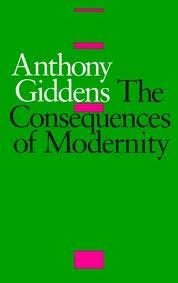 Anthony
Giddens The
Consequences
of Modernity